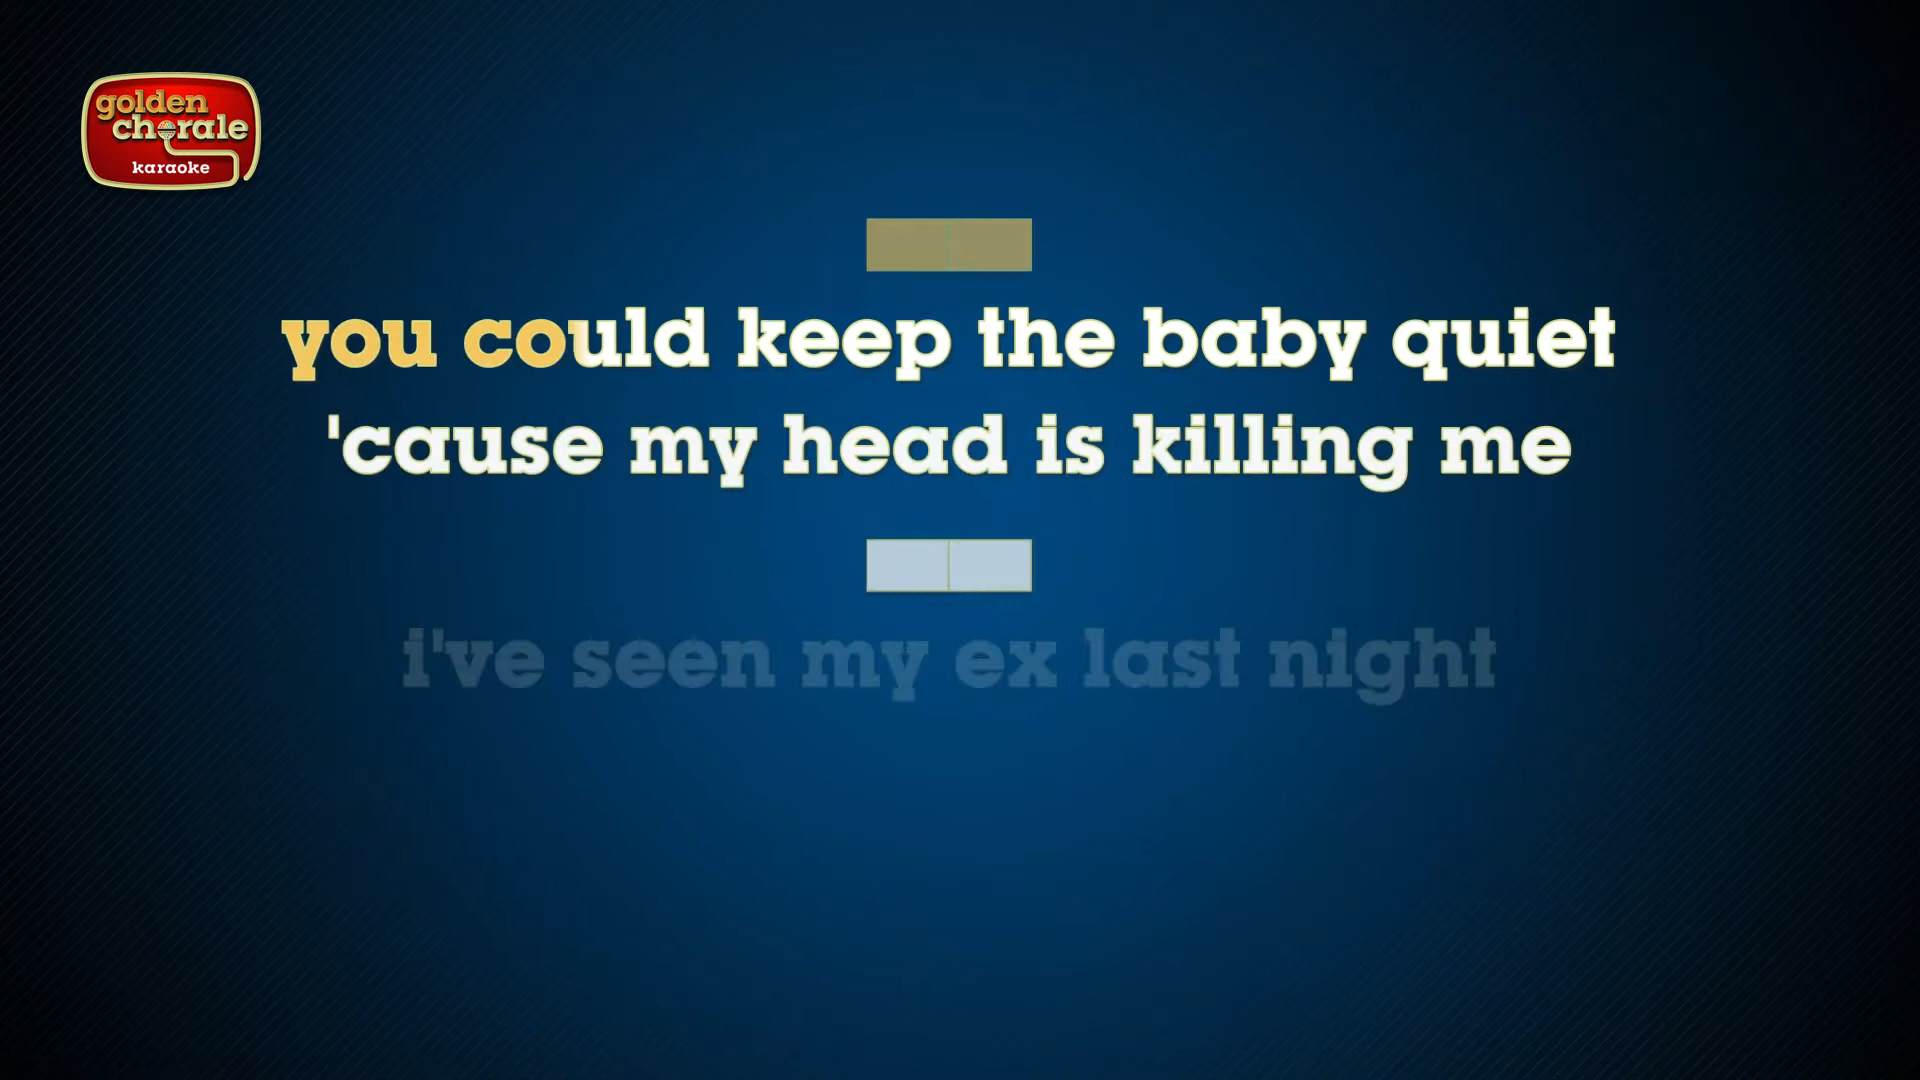 golden
chorale
karaoke
you could keep the baby quiet
'cause my head is killing me
i've seen my ex last night